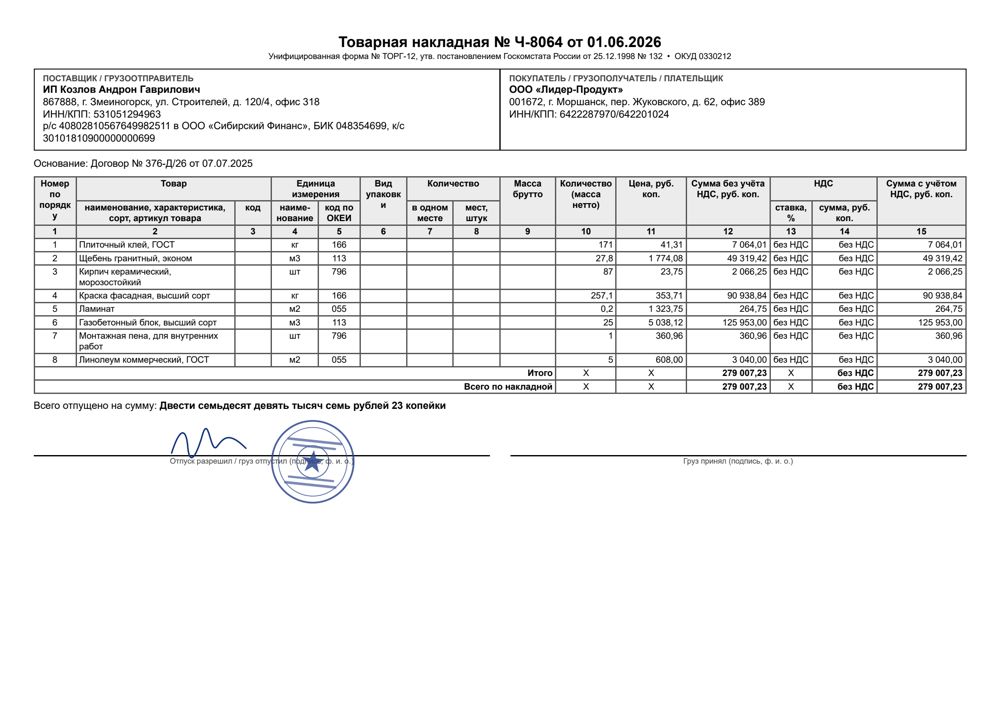 Товарная накладная № Ч-8064 от 01.06.2026
Унифицированная форма № ТОРГ-12, утв. постановлением Госкомстата России от 25.12.1998 № 132 • ОКУД 0330212
ПОСТАВЩИК / ГРУЗООТПРАВИТЕЛЬ
ИП Козлов Андрон Гаврилович
867888, г. Змеиногорск, ул. Строителей, д. 120/4, офис 318
ИНН/КПП: 531051294963
р/с 40802810567649982511 в ООО «Сибирский Финанс», БИК 048354699, к/с
30101810900000000699
ПОКУПАТЕЛЬ / ГРУЗОПОЛУЧАТЕЛЬ / ПЛАТЕЛЬЩИК
ООО «Лидер-Продукт»
001672, г. Моршанск, пер. Жуковского, д. 62, офис 389
ИНН/КПП: 6422287970/642201024
Основание: Договор № 376-Д/26 от 07.07.2025
Номер по порядку Товар Единица измерения Вид упаковки Количество Масса брутто Количество (масса нетто) Цена, руб. коп. Сумма без учёта НДС, руб. коп. НДС Сумма с учётом НДС, руб. коп.
наименование, характеристика, сорт, артикул товара код наиме-нование код по ОКЕИ в одном месте мест, штук ставка, % сумма, руб. коп.
1 2 3 4 5 6 7 8 9 10 11 12 13 14 15
1 Плиточный клей, ГОСТ кг 166 171 41,31 7 064,01 без НДС без НДС 7 064,01
2 Щебень гранитный, эконом м3 113 27,8 1 774,08 49 319,42 без НДС без НДС 49 319,42
3 Кирпич керамический, морозостойкий шт 796 87 23,75 2 066,25 без НДС без НДС 2 066,25
4 Краска фасадная, высший сорт кг 166 257,1 353,71 90 938,84 без НДС без НДС 90 938,84
5 Ламинат м2 055 0,2 1 323,75 264,75 без НДС без НДС 264,75
6 Газобетонный блок, высший сорт м3 113 25 5 038,12 125 953,00 без НДС без НДС 125 953,00
7 Монтажная пена, для внутренних работ шт 796 1 360,96 360,96 без НДС без НДС 360,96
8 Линолеум коммерческий, ГОСТ м2 055 5 608,00 3 040,00 без НДС без НДС 3 040,00
Итого X X 279 007,23 X без НДС 279 007,23
Всего по накладной X X 279 007,23 X без НДС 279 007,23
Всего отпущено на сумму: Двести семьдесят девять тысяч семь рублей 23 копейки
Отпуск разрешил / груз отпустил (подпись, ф. и. о.)
Груз принял (подпись, ф. и. о.)